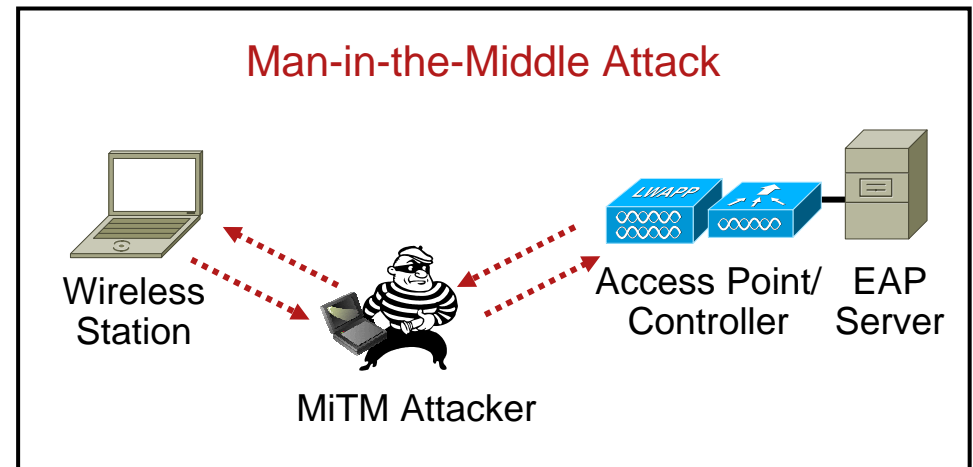 Man-in-the-Middle Attack
LWAPP
Wireless
Station
Access Point/
Controller
EAP
Server
MiTM Attacker